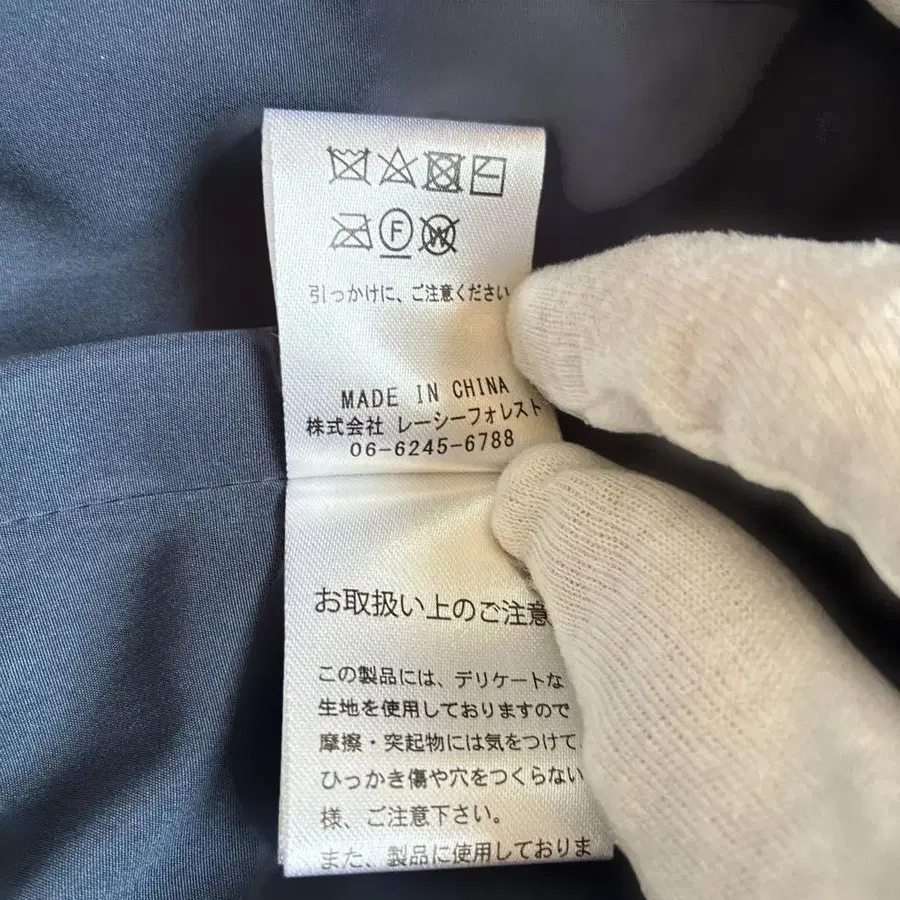 F W
引っかけに、ご注意ください
MADE IN CHINA
株式会社 レーシーフォレスト
06-6245-6788
お取扱い上のご注意
この製品には、デリケートな
生地を使用しておりますので
摩擦・突起物には気をつけて
ひっかき傷や穴をつくらない
様、ご注意下さい。
また、製品に使用しておりま